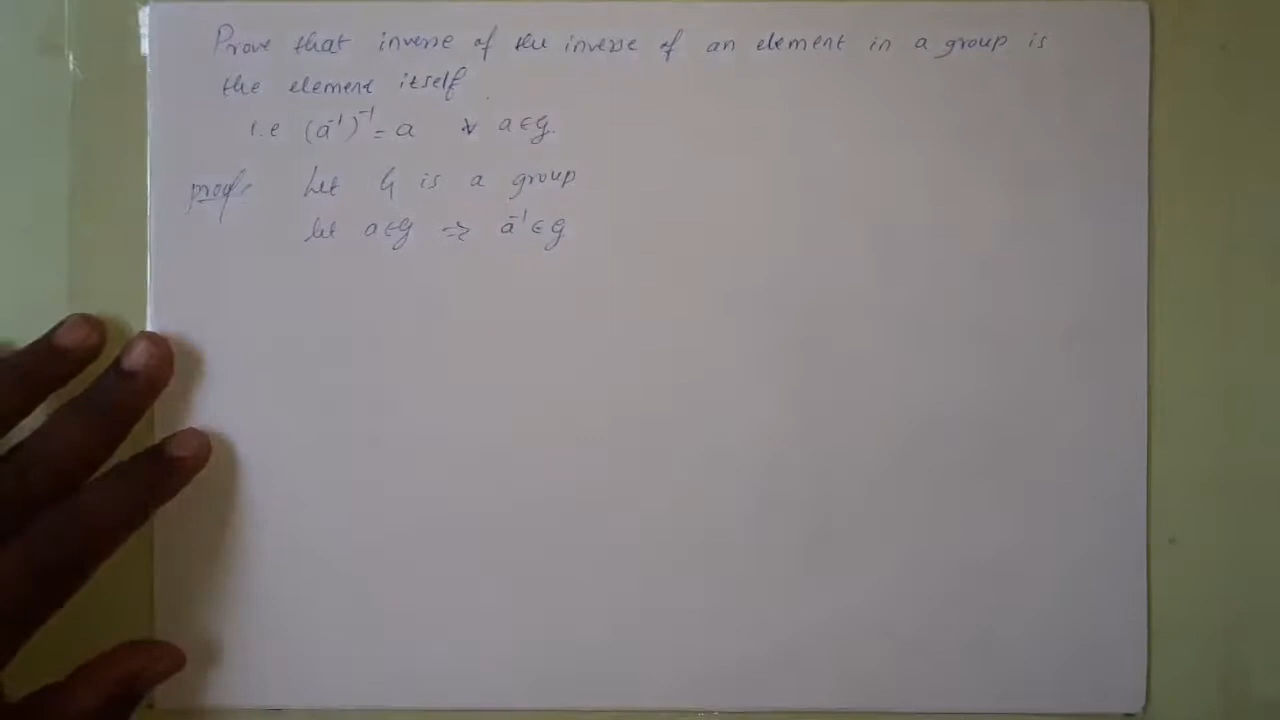 Prove that inverse of the inverse of an element in a group is
the element itself.
i.e (a⁻¹)⁻¹ = a ∀ a ∈ g.
proof: Let G is a group
let a ∈ g ⇒ a⁻¹ ∈ g